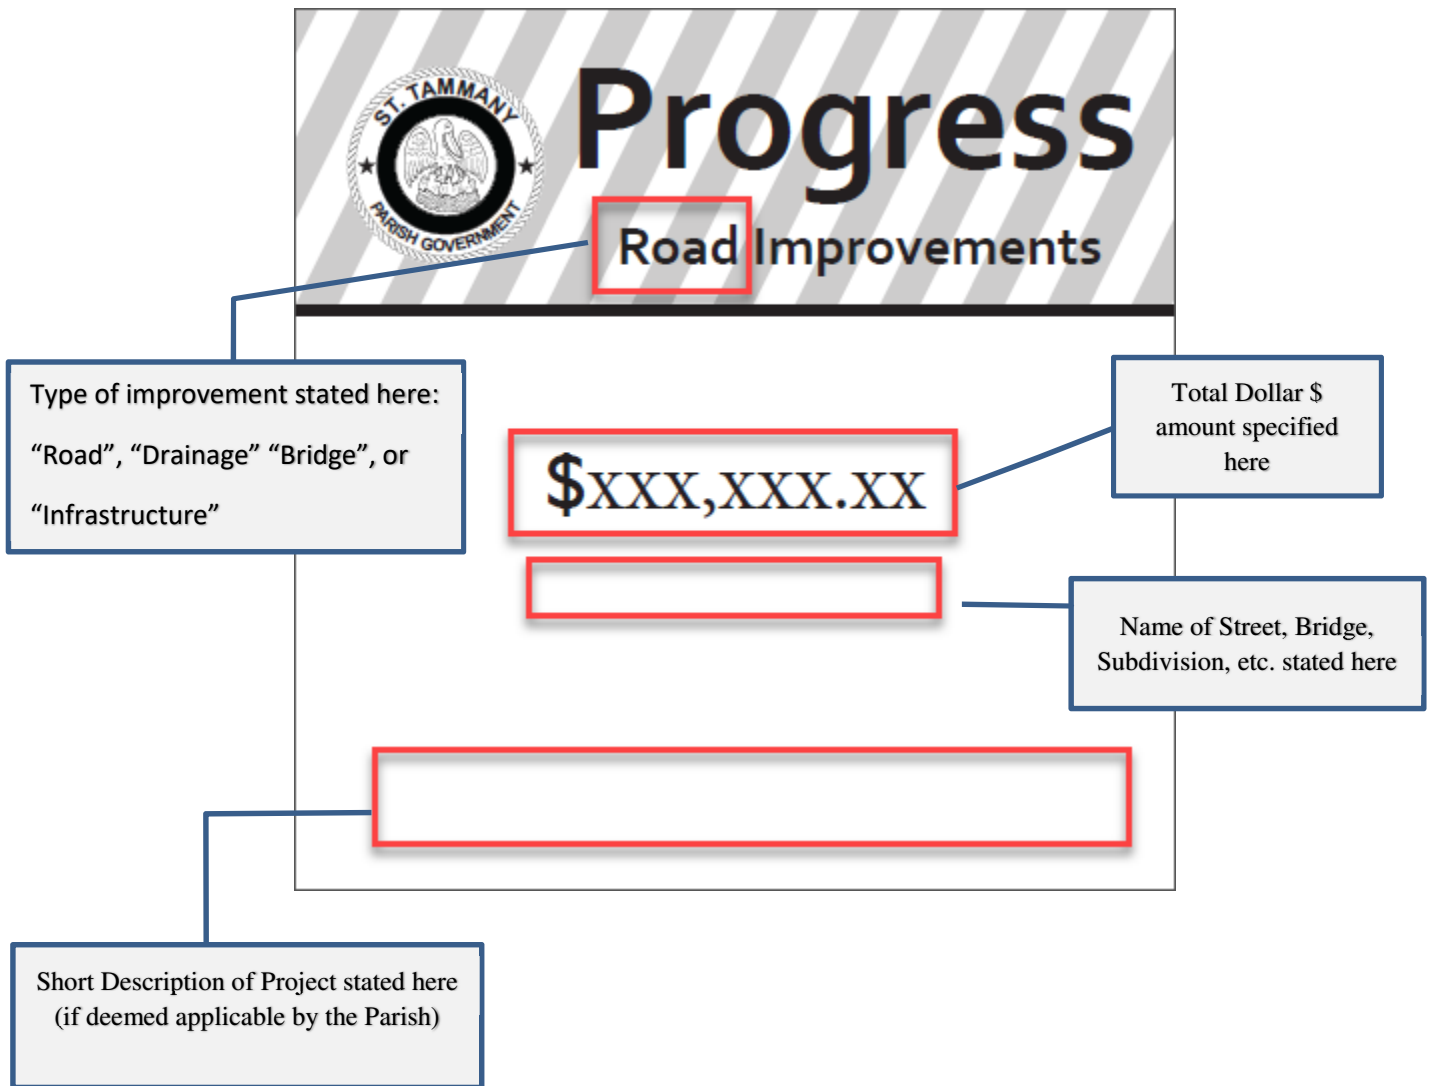 ST. TAMMANY
PARISH GOVERNMENT
Progress
Road Improvements
Type of improvement stated here:
“Road”, “Drainage” “Bridge”, or
“Infrastructure”
Total Dollar $
amount specified
here
$xxx,xxx.xx
Name of Street, Bridge,
Subdivision, etc. stated here
Short Description of Project stated here
(if deemed applicable by the Parish)